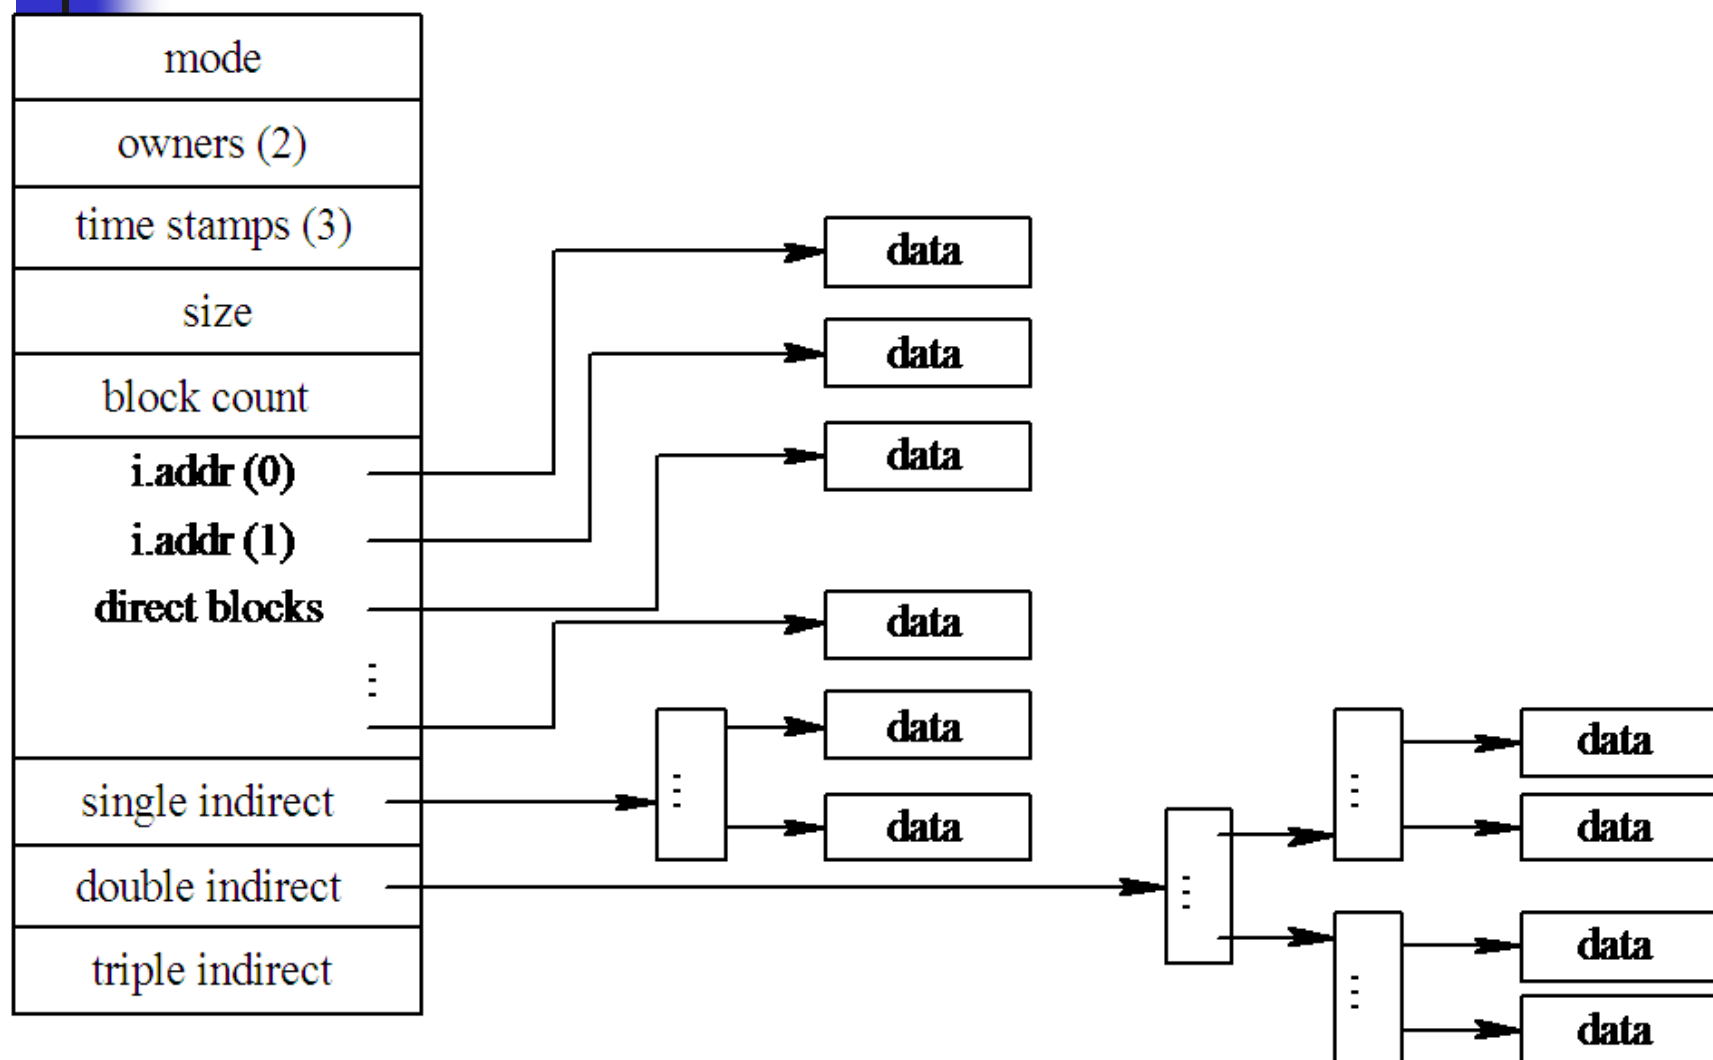 mode
owners (2)
time stamps (3)
size
block count
i.addr (0)
i.addr (1)
direct blocks
⋮
single indirect
double indirect
triple indirect
data
data
data
data
data
⋮
data
⋮
⋮
data
data
⋮
data
data